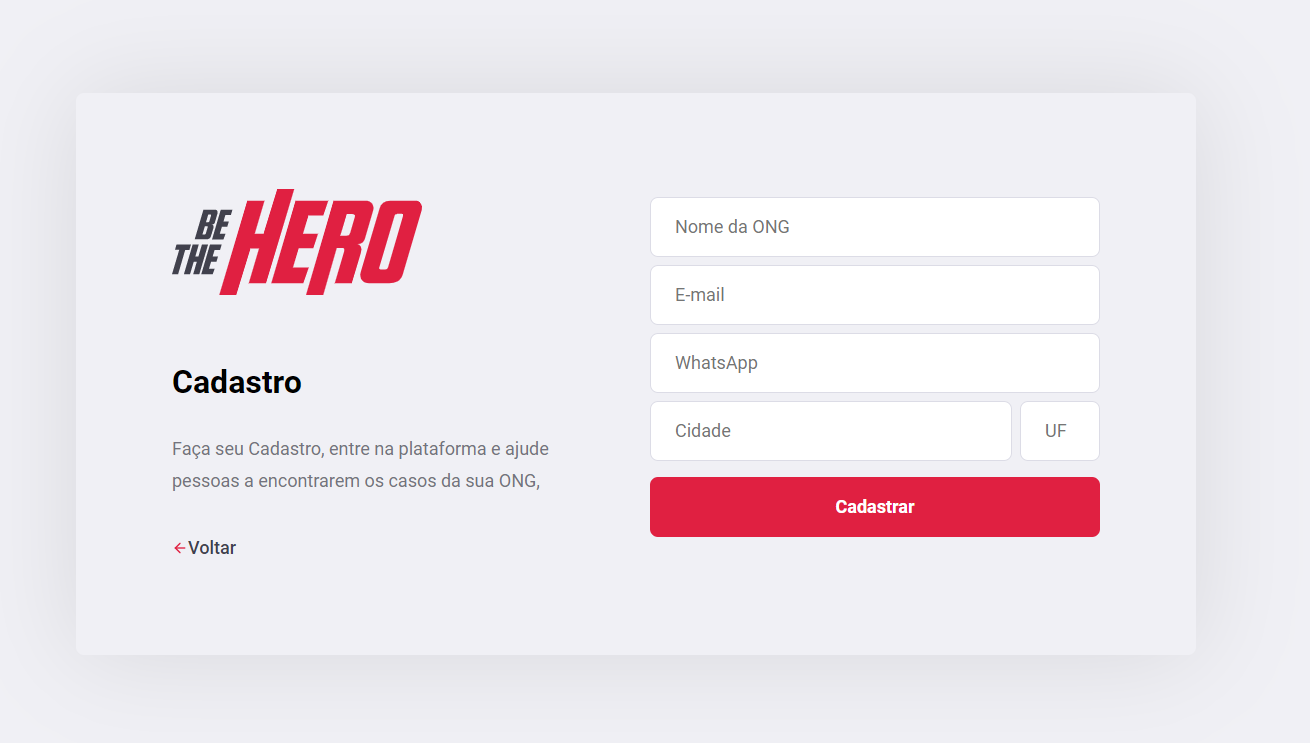 BE
THE HERO
Cadastro
Faça seu Cadastro, entre na plataforma e ajude
pessoas a encontrarem os casos da sua ONG,
Voltar
Nome da ONG
E-mail
WhatsApp
Cidade UF
Cadastrar